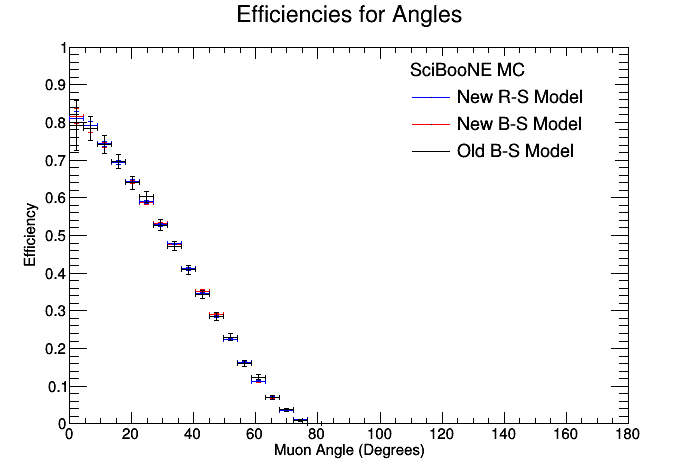 Efficiencies for Angles
Efficiency
1
0.9
0.8
0.7
0.6
0.5
0.4
0.3
0.2
0.1
0
SciBooNE MC
New R-S Model
New B-S Model
Old B-S Model
0 20 40 60 80 100 120 140 160 180
Muon Angle (Degrees)